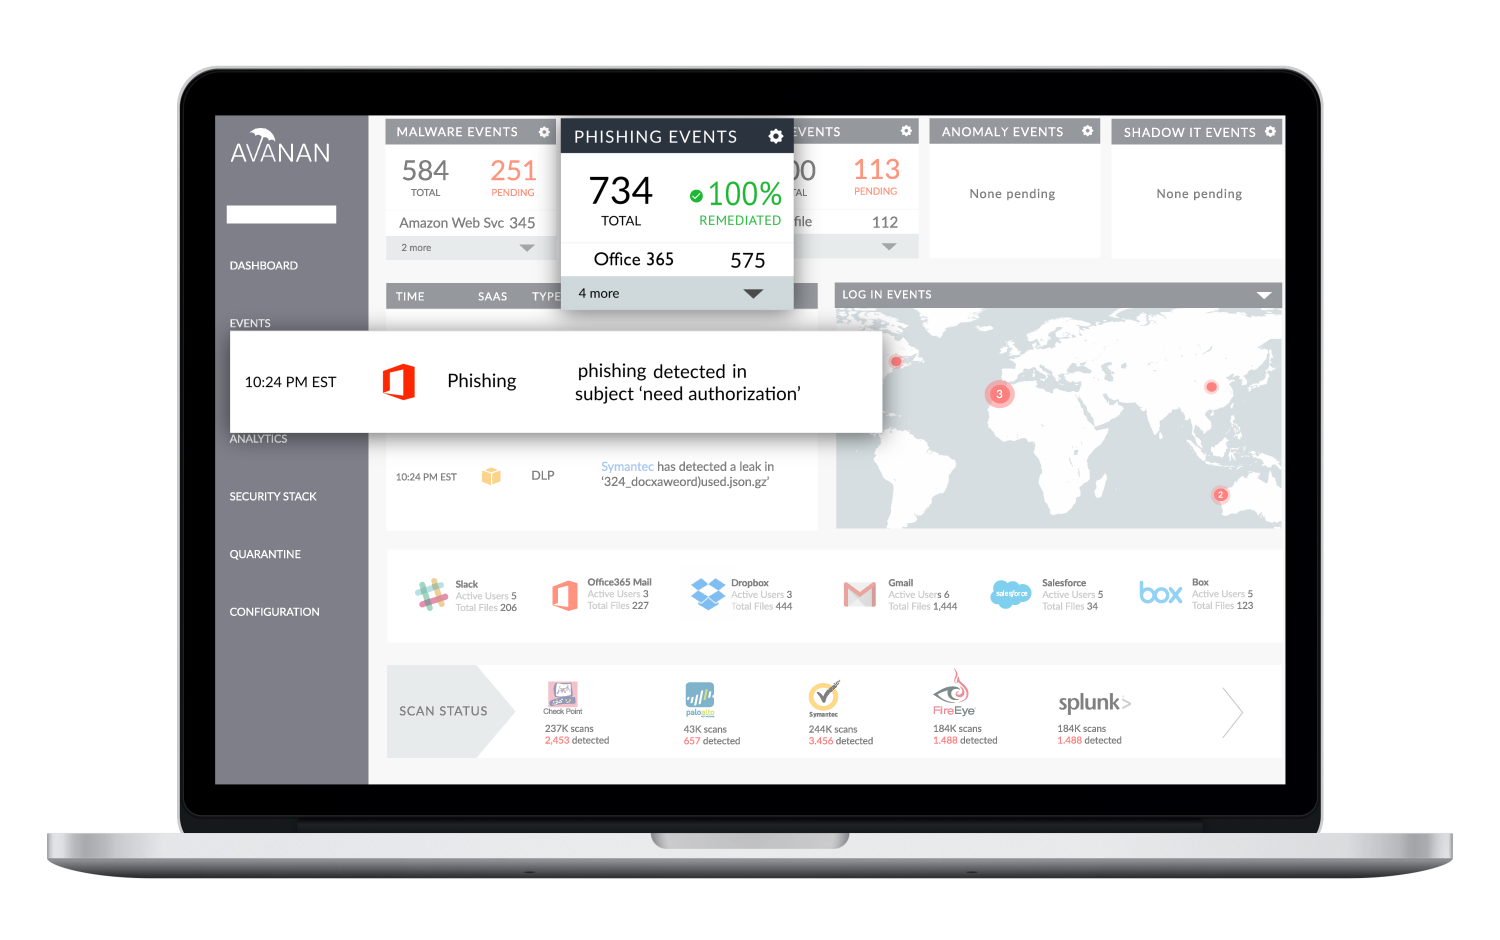 AVANAN
DASHBOARD
EVENTS
ANALYTICS
SECURITY STACK
QUARANTINE
CONFIGURATION
MALWARE EVENTS
584
TOTAL
251
PENDING
Amazon Web Svc 345
2 more
PHISHING EVENTS
734
TOTAL
100%
REMEDIATED
Office 365 575
4 more
113
PENDING
112
ANOMALY EVENTS
None pending
SHADOW IT EVENTS
None pending
TIME SAAS TYPE
10:24 PM EST Phishing
phishing detected in
subject ‘need authorization’
10:24 PM EST DLP
Symantec has detected a leak in
‘324_docxaweord)used.json.gz’
LOG IN EVENTS
3
2
Slack
Active Users 5
Total Files 206
Office365 Mail
Active Users 3
Total Files 227
Dropbox
Active Users 3
Total Files 444
Gmail
Active Users 6
Total Files 1,444
salesforce
Salesforce
Active Users 5
Total Files 34
box
Box
Active Users 5
Total Files 123
SCAN STATUS
Check Point
237K scans
2,453 detected
paloalto
43K scans
657 detected
Symantec
244K scans
3.456 detected
FireEye
184K scans
1.488 detected
splunk>
184K scans
1.488 detected